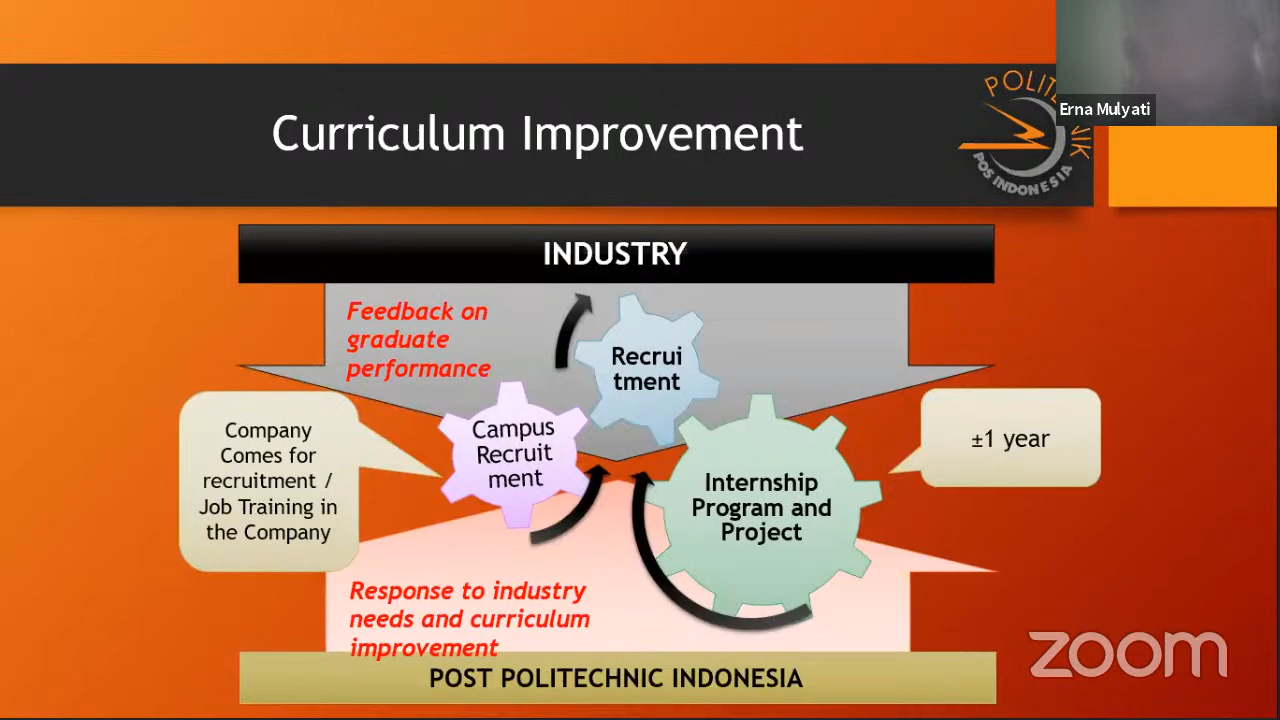 POLITEKNIK
POS INDONESIA
Erna Mulyati
Curriculum Improvement
INDUSTRY
Feedback on
graduate
performance
Recrui
tment
Campus
Recruit
ment
Company
Comes for
recruitment /
Job Training in
the Company
Internship
Program and
Project
±1 year
Response to industry
needs and curriculum
improvement
POST POLITECHNIC INDONESIA
zoom